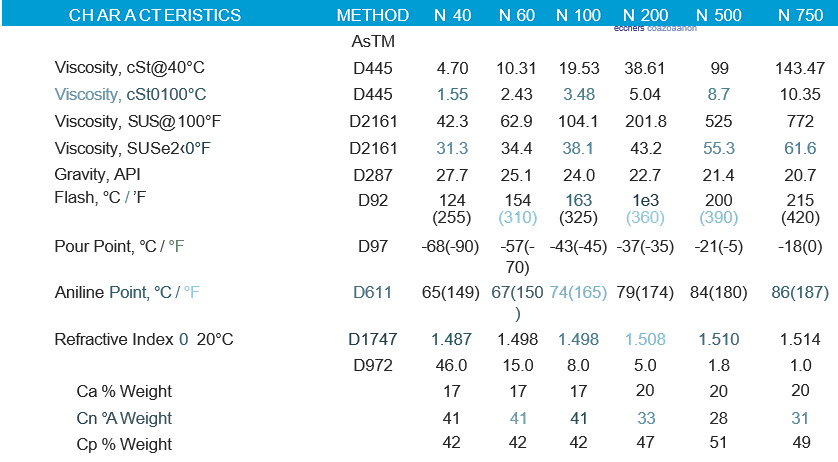 CHARACTERISTICS METHOD N 40 N 60 N 100 N 200 N 500 N 750
eccners coazoaanon
AsTM
Viscosity, cSt@40°C D445 4.70 10.31 19.53 38.61 99 143.47
Viscosity, cSt0100°C D445 1.55 2.43 3.48 5.04 8.7 10.35
Viscosity, SUS@100°F D2161 42.3 62.9 104.1 201.8 525 772
Viscosity, SUSe2‹0°F D2161 31.3 34.4 38.1 43.2 55.3 61.6
Gravity, API D287 27.7 25.1 24.0 22.7 21.4 20.7
Flash, °C / ’F D92 124 154 163 1e3 200 215
(255) (310) (325) (360) (390) (420)
Pour Point, °C / °F D97 -68(-90) -57(- -43(-45) -37(-35) -21(-5) -18(0)
70)
Aniline Point, °C / °F D611 65(149) 67(150 74(165) 79(174) 84(180) 86(187)
)
Refractive Index 0 20°C D1747 1.487 1.498 1.498 1.508 1.510 1.514
D972 46.0 15.0 8.0 5.0 1.8 1.0
Ca % Weight 17 17 17 20 20 20
Cn °A Weight 41 41 41 33 28 31
Cp % Weight 42 42 42 47 51 49